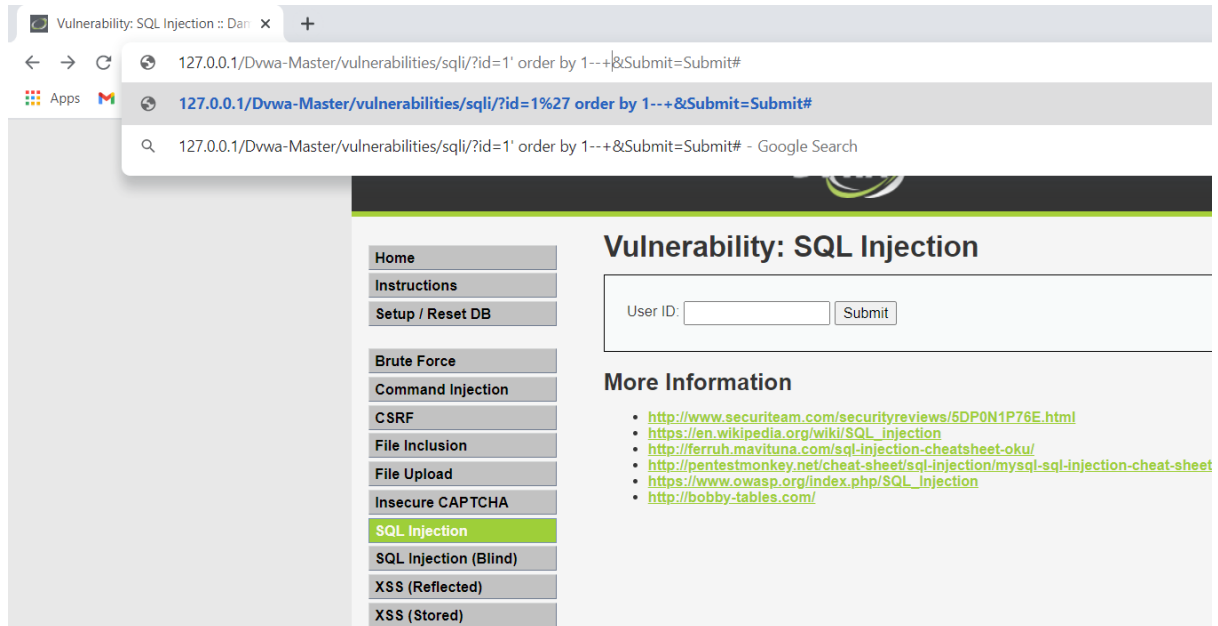 Vulnerability: SQL Injection :: Dam
127.0.0.1/Dvwa-Master/vulnerabilities/sqli/?id=1' order by 1--+&Submit=Submit#
Apps
127.0.0.1/Dvwa-Master/vulnerabilities/sqli/?id=1%27 order by 1--+&Submit=Submit#
127.0.0.1/Dvwa-Master/vulnerabilities/sqli/?id=1' order by 1--+&Submit=Submit# - Google Search
Vulnerability: SQL Injection
User ID: Submit
More Information
http://www.securiteam.com/securityreviews/5DP0N1P76E.html
https://en.wikipedia.org/wiki/SQL_injection
http://ferruh.mavituna.com/sql-injection-cheatsheet-oku/
http://pentestmonkey.net/cheat-sheet/sql-injection/mysql-sql-injection-cheat-sheet
https://www.owasp.org/index.php/SQL_Injection
http://bobby-tables.com/
Home
Instructions
Setup / Reset DB
Brute Force
Command Injection
CSRF
File Inclusion
File Upload
Insecure CAPTCHA
SQL Injection
SQL Injection (Blind)
XSS (Reflected)
XSS (Stored)